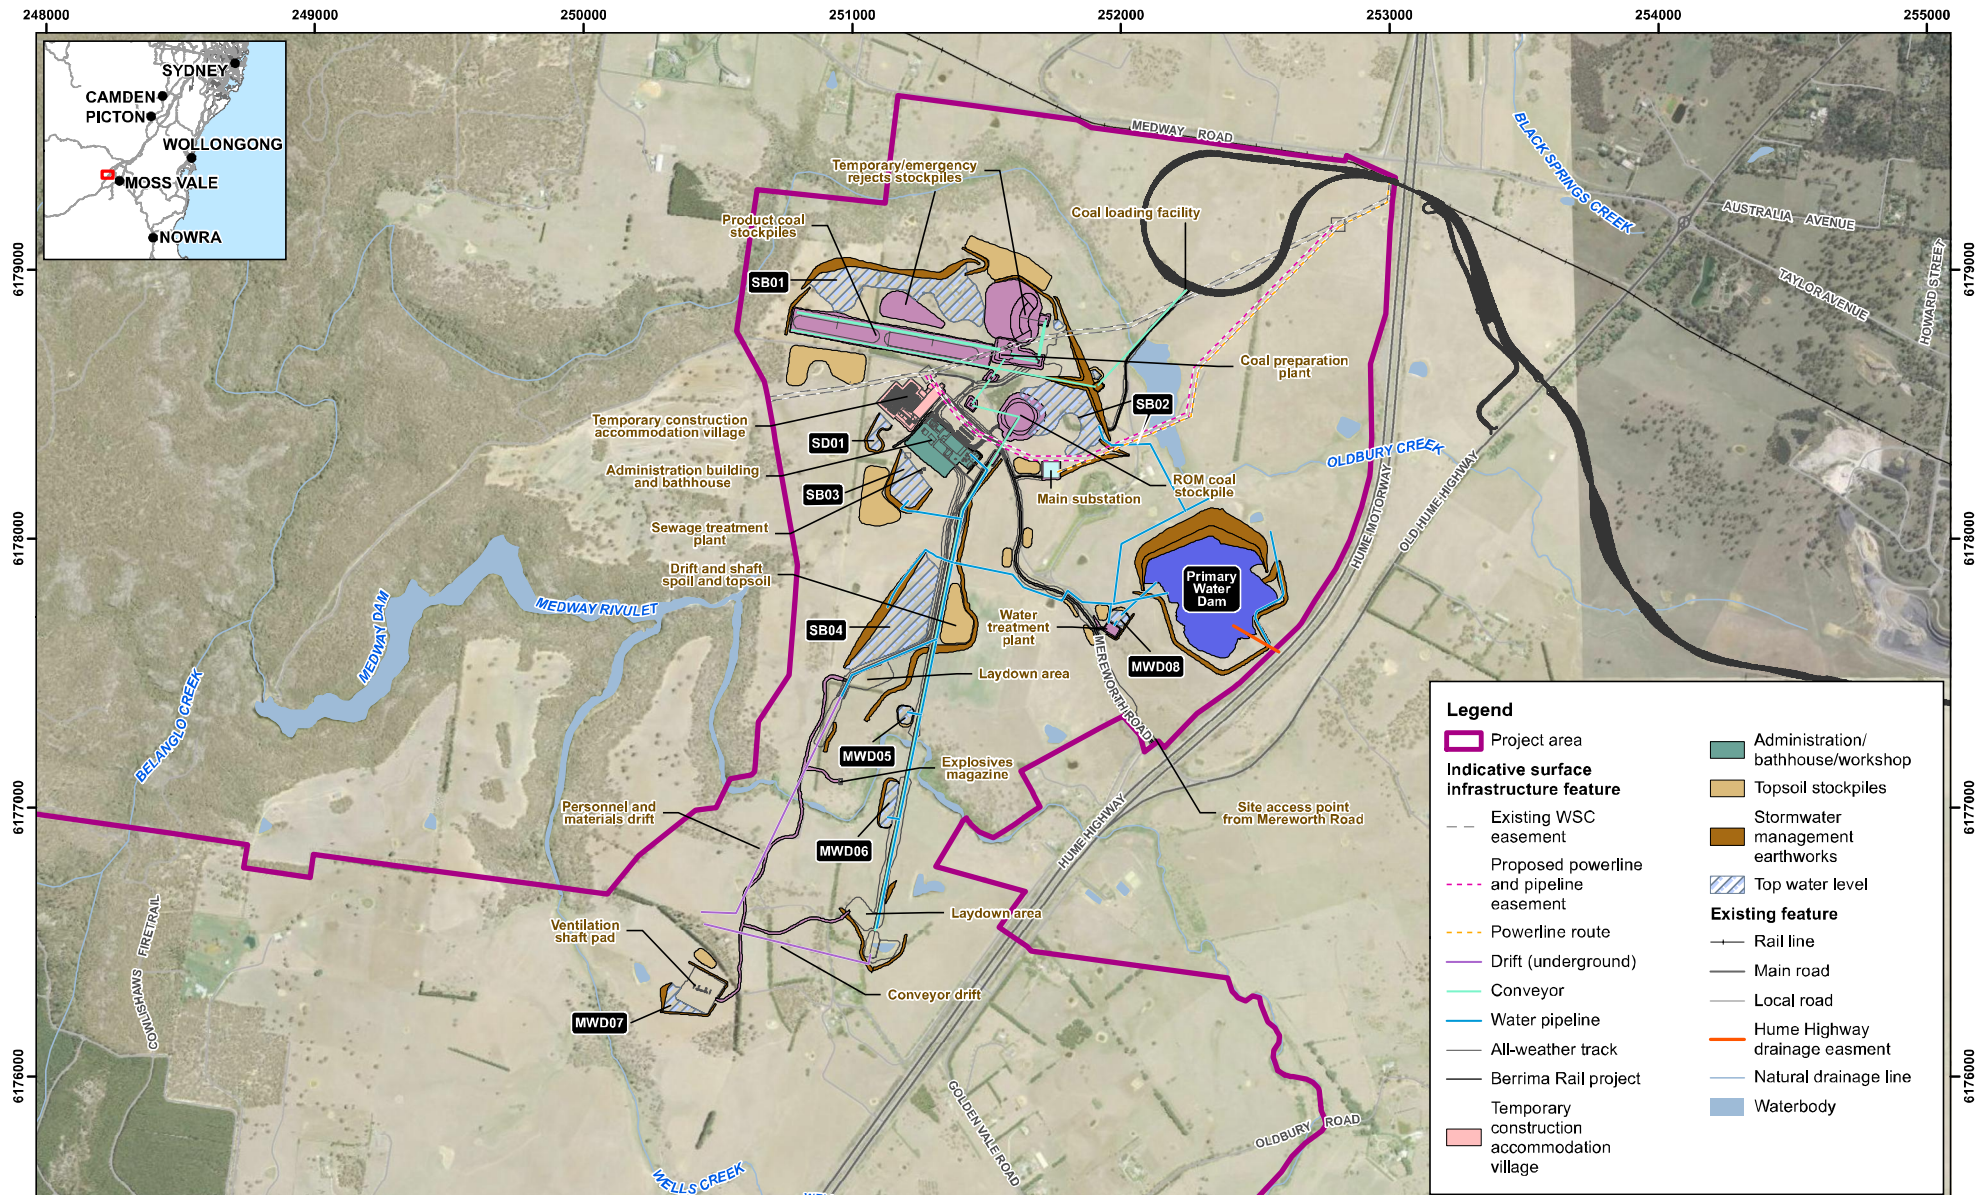 248000
249000
250000
251000
252000
253000
254000
255000
6179000
6178000
6177000
6176000
6179000
6178000
6177000
6176000
SYDNEY
CAMDEN
PICTON
WOLLONGONG
MOSS VALE
NOWRA
MEDWAY ROAD
BLACK SPRINGS CREEK
AUSTRALIA AVENUE
TAYLOR AVENUE
HOWARD STREET
Temporary/emergency
rejects stockpiles
Product coal
stockpiles
Coal loading facility
SB01
Coal preparation
plant
SB02
Temporary construction
accommodation village
SD01
Administration building
and bathhouse
SB03
Sewage treatment
plant
Main substation
ROM coal
stockpile
OLDBURY CREEK
HUME MOTORWAY
OLD HUME HIGHWAY
Drift and shaft
spoil and topsoil
Primary
Water
Dam
MEDWAY RIVULET
MEDWAY DAM
SB04
Water
treatment
plant
MWD08
MEREWORTH ROAD
Laydown area
BELANGLO CREEK
MWD05
Explosives
magazine
Personnel and
materials drift
Site access point
from Mereworth Road
HUME HIGHWAY
MWD06
Laydown area
Ventilation
shaft pad
COWLISHAWS FIRETRAIL
Conveyor drift
MWD07
GOLDEN VALE ROAD
OLDBURY ROAD
WELLS CREEK
Legend
Project area
Indicative surface
infrastructure feature
Existing WSC
easement
Proposed powerline
and pipeline
easement
Powerline route
Drift (underground)
Conveyor
Water pipeline
All-weather track
Berrima Rail project
Temporary
construction
accommodation
village
Administration/
bathhouse/workshop
Topsoil stockpiles
Stormwater
management
earthworks
Top water level
Existing feature
Rail line
Main road
Local road
Hume Highway
drainage easment
Natural drainage line
Waterbody